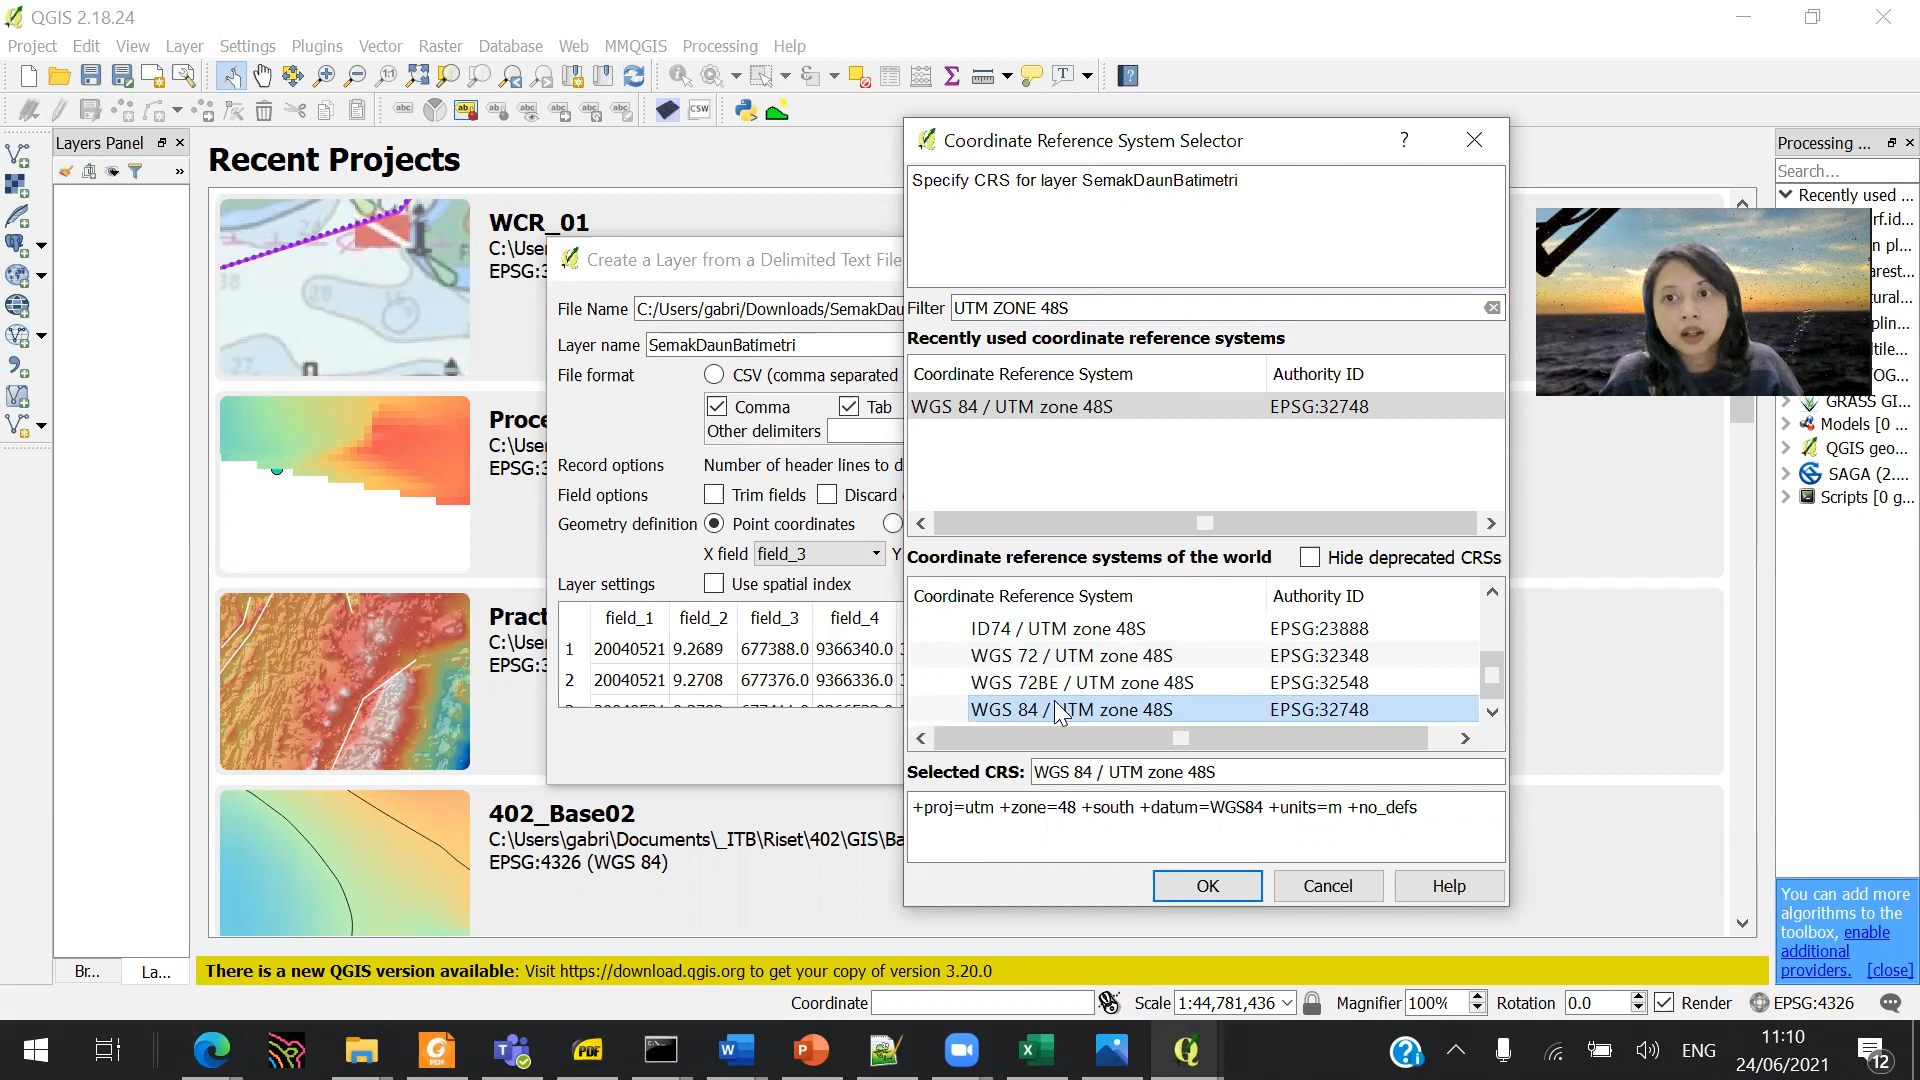 QGIS 2.18.24
Project Edit View Layer Settings Plugins Vector Raster Database Web MMQGIS Processing Help
Layers Panel
Recent Projects
WCR_01
C:\Use
EPSG:3
Proce
C:\User
EPSG:3
Pract
C:\User
EPSG:3
402_Base02
C:\Users\gabri\Documents\_ITB\Riset\402\GIS\Ba
EPSG:4326 (WGS 84)
Create a Layer from a Delimited Text File
File Name C:/Users/gabri/Downloads/SemakDau
Layer name SemakDaunBatimetri
File format CSV (comma separated
Comma Tab
Other delimiters
Record options Number of header lines to d
Field options Trim fields Discard
Geometry definition Point coordinates
X field field_3 Y
Layer settings Use spatial index
field_1 field_2 field_3 field_4
1 20040521 9.2689 677388.0 9366340.0
2 20040521 9.2708 677376.0 9366336.0
Coordinate Reference System Selector ?
Specify CRS for layer SemakDaunBatimetri
Filter UTM ZONE 48S
Recently used coordinate reference systems
Coordinate Reference System Authority ID
WGS 84 / UTM zone 48S EPSG:32748
Coordinate reference systems of the world Hide deprecated CRSs
Coordinate Reference System Authority ID
ID74 / UTM zone 48S EPSG:23888
WGS 72 / UTM zone 48S EPSG:32348
WGS 72BE / UTM zone 48S EPSG:32548
WGS 84 / UTM zone 48S EPSG:32748
Selected CRS: WGS 84 / UTM zone 48S
+proj=utm +zone=48 +south +datum=WGS84 +units=m +no_defs
OK Cancel Help
Processing ...
Search...
Recently used ...
GRASS GI...
Models [0 ...
QGIS geo...
SAGA (2....
Scripts [0 g...
You can add more
algorithms to the
toolbox, enable
additional
providers. [close]
Br... La...
There is a new QGIS version available: Visit https://download.qgis.org to get your copy of version 3.20.0
Coordinate Scale 1:44,781,436 Magnifier 100% Rotation 0.0 Render EPSG:4326
ENG
11:10
24/06/2021
12